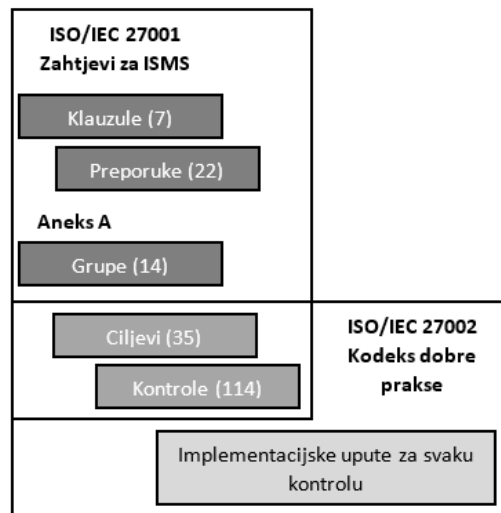 ISO/IEC 27001
Zahtjevi za ISMS
Klauzule (7)
Preporuke (22)
Aneks A
Grupe (14)
Ciljevi (35)
Kontrole (114)
ISO/IEC 27002
Kodeks dobre
prakse
Implementacijske upute za svaku
kontrolu